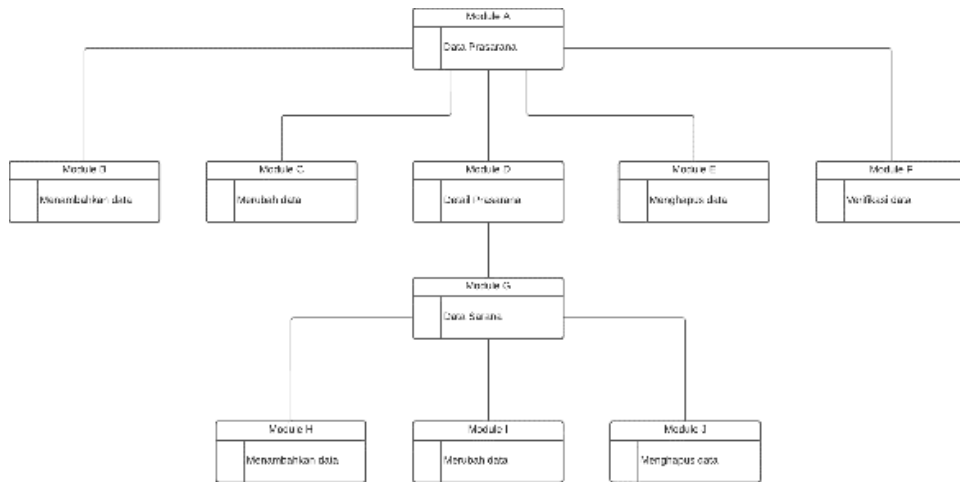 Module A
Data Prasarana
Module B
Menambahkan data
Module C
Merubah data
Module D
Detail Prasarana
Module E
Menghapus data
Module F
Verifikasi data
Module G
Data Sarana
Module H
Menambahkan data
Module I
Merubah data
Module J
Menghapus data